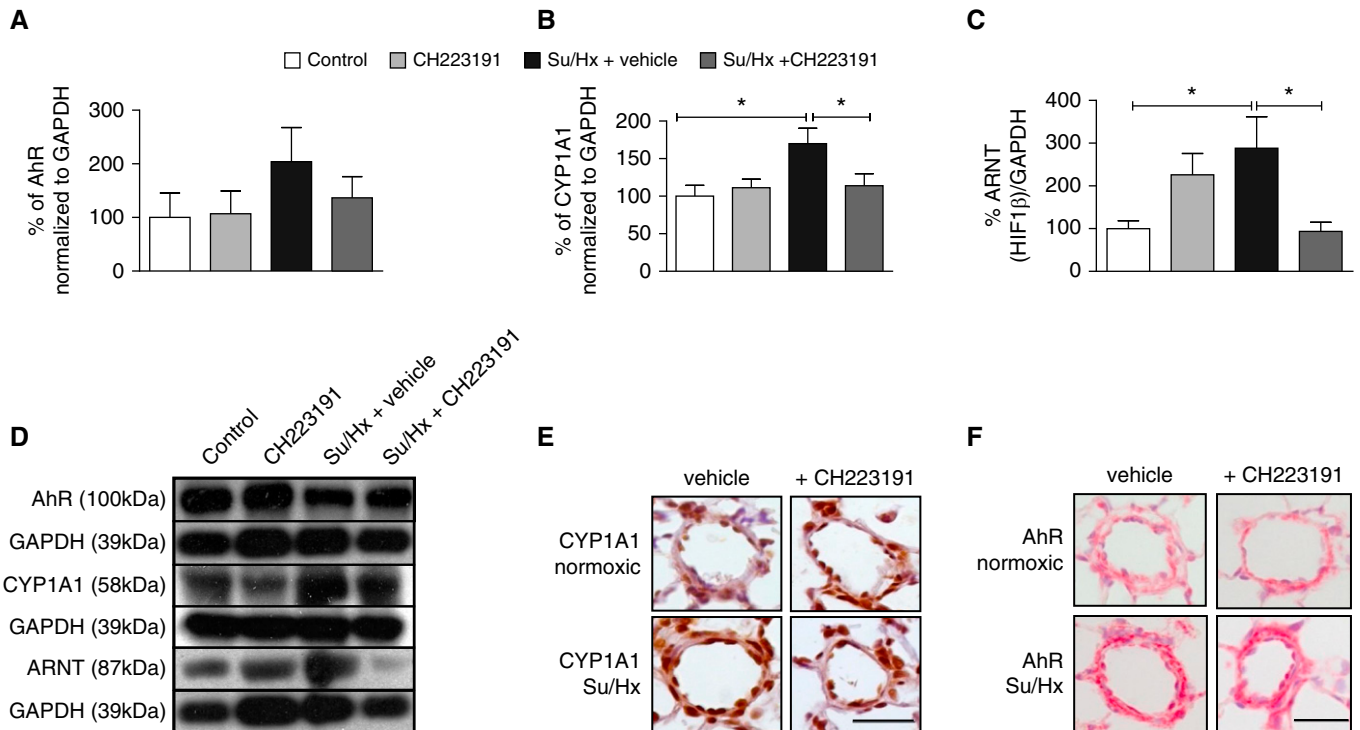 A
B
C
Control
CH223191
Su/Hx + vehicle
Su/Hx +CH223191
% of AhR
normalized to GAPDH
300
200
100
0
% of CYP1A1
normalized to GAPDH
200
150
100
50
0
*
*
% ARNT
(HIF1β)/GAPDH
400
300
200
100
0
*
*
D
Control
CH223191
Su/Hx + vehicle
Su/Hx + CH223191
AhR (100kDa)
GAPDH (39kDa)
CYP1A1 (58kDa)
GAPDH (39kDa)
ARNT (87kDa)
GAPDH (39kDa)
E
vehicle
+ CH223191
CYP1A1
normoxic
CYP1A1
Su/Hx
F
vehicle
+ CH223191
AhR
normoxic
AhR
Su/Hx